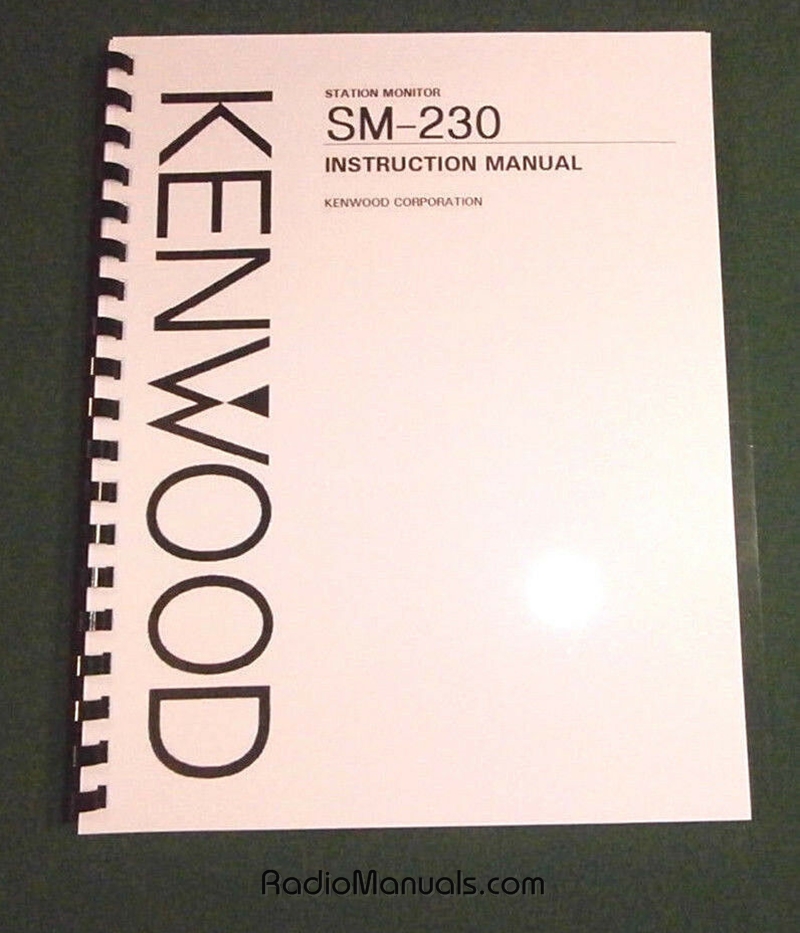 KENWOOD
STATION MONITOR
SM-230
INSTRUCTION MANUAL
KENWOOD CORPORATION
RadioManuals.com